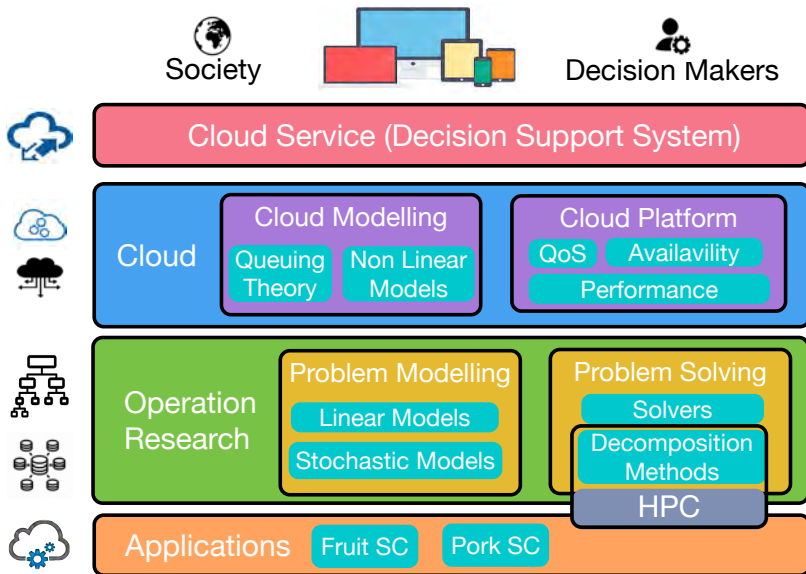 Society
Decision Makers
Cloud Service (Decision Support System)
Cloud
Cloud Modelling
Queuing
Theory
Non Linear
Models
Cloud Platform
QoS
Availavility
Performance
Operation
Research
Problem Modelling
Linear Models
Stochastic Models
Problem Solving
Solvers
Decomposition
Methods
HPC
Applications
Fruit SC
Pork SC